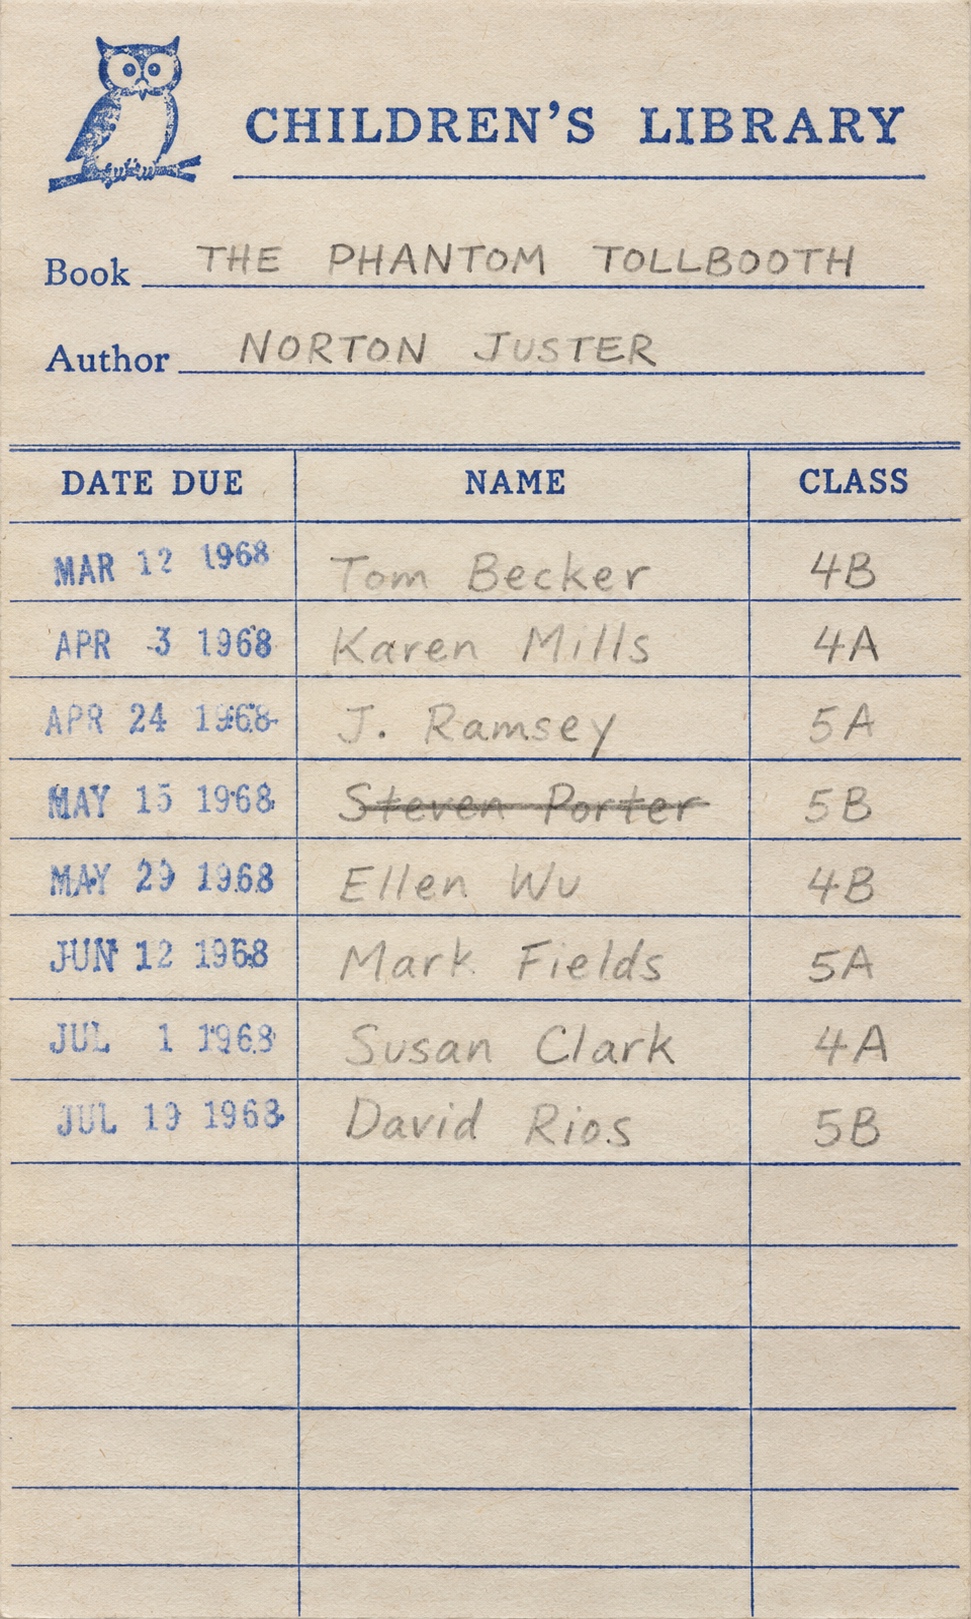 CHILDREN'S LIBRARY
Book THE PHANTOM TOLLBOOTH
Author NORTON JUSTER
DATE DUE NAME CLASS
MAR 12 1968 Tom Becker 4B
APR 3 1968 Karen Mills 4A
APR 24 1968 J. Ramsey 5A
MAY 15 1968 Steven Porter 5B
MAY 29 1968 Ellen Wu 4B
JUN 12 1968 Mark Fields 5A
JUL 1 1968 Susan Clark 4A
JUL 19 1968 David Rios 5B